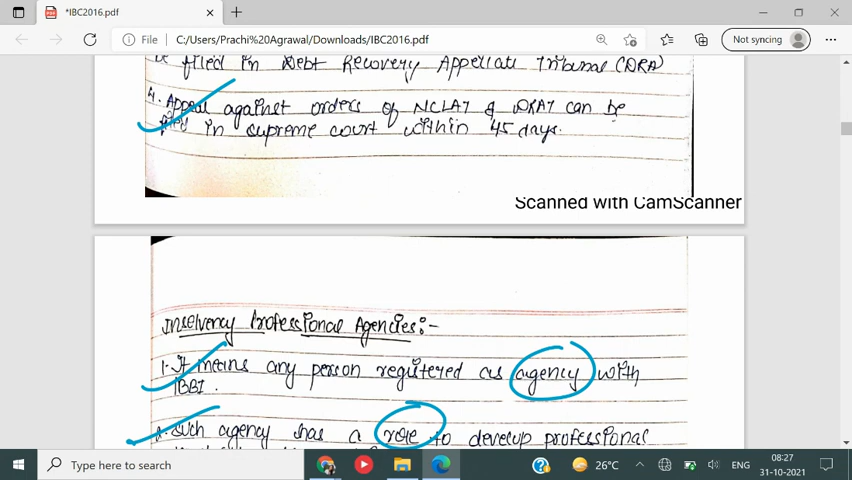 *IBC2016.pdf
File
C:/Users/Prachi%20Agrawal/Downloads/IBC2016.pdf
Not syncing
filed in Debt Recovery Appellate Tribunal (DRA)
4. Appeal against orders of NCLAT & DRAT can be
filed in supreme court within 45 days.
Scanned with CamScanner
Insolvency Professional Agencies:-
1. It means any person registered as agency with
IBBI.
Such agency has a role to develop professional
Type here to search
26°C
ENG
08:27
31-10-2021